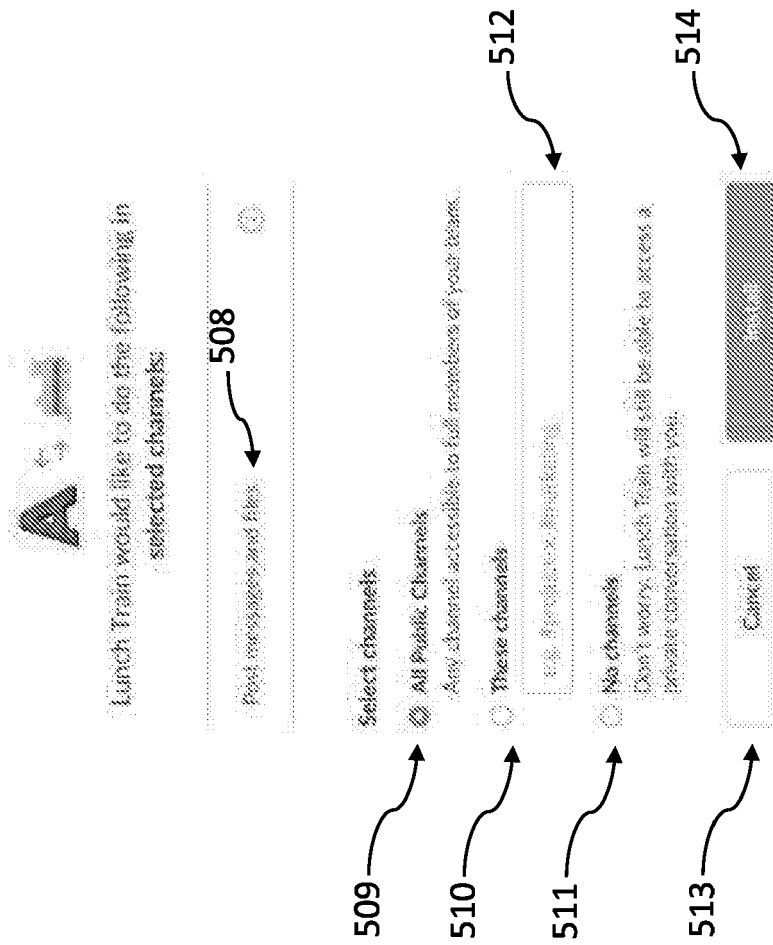 A
Lunch Train would like to do the following in
selected channels:
508
Post messages and files
Select channels
509
All Public Channels
Any channel accessible to full members of your team.
510
These channels
512
e.g. #product, #marketing
511
No channels
Don't worry, Lunch Train will still be able to access a
private conversation with you.
513
Cancel
514